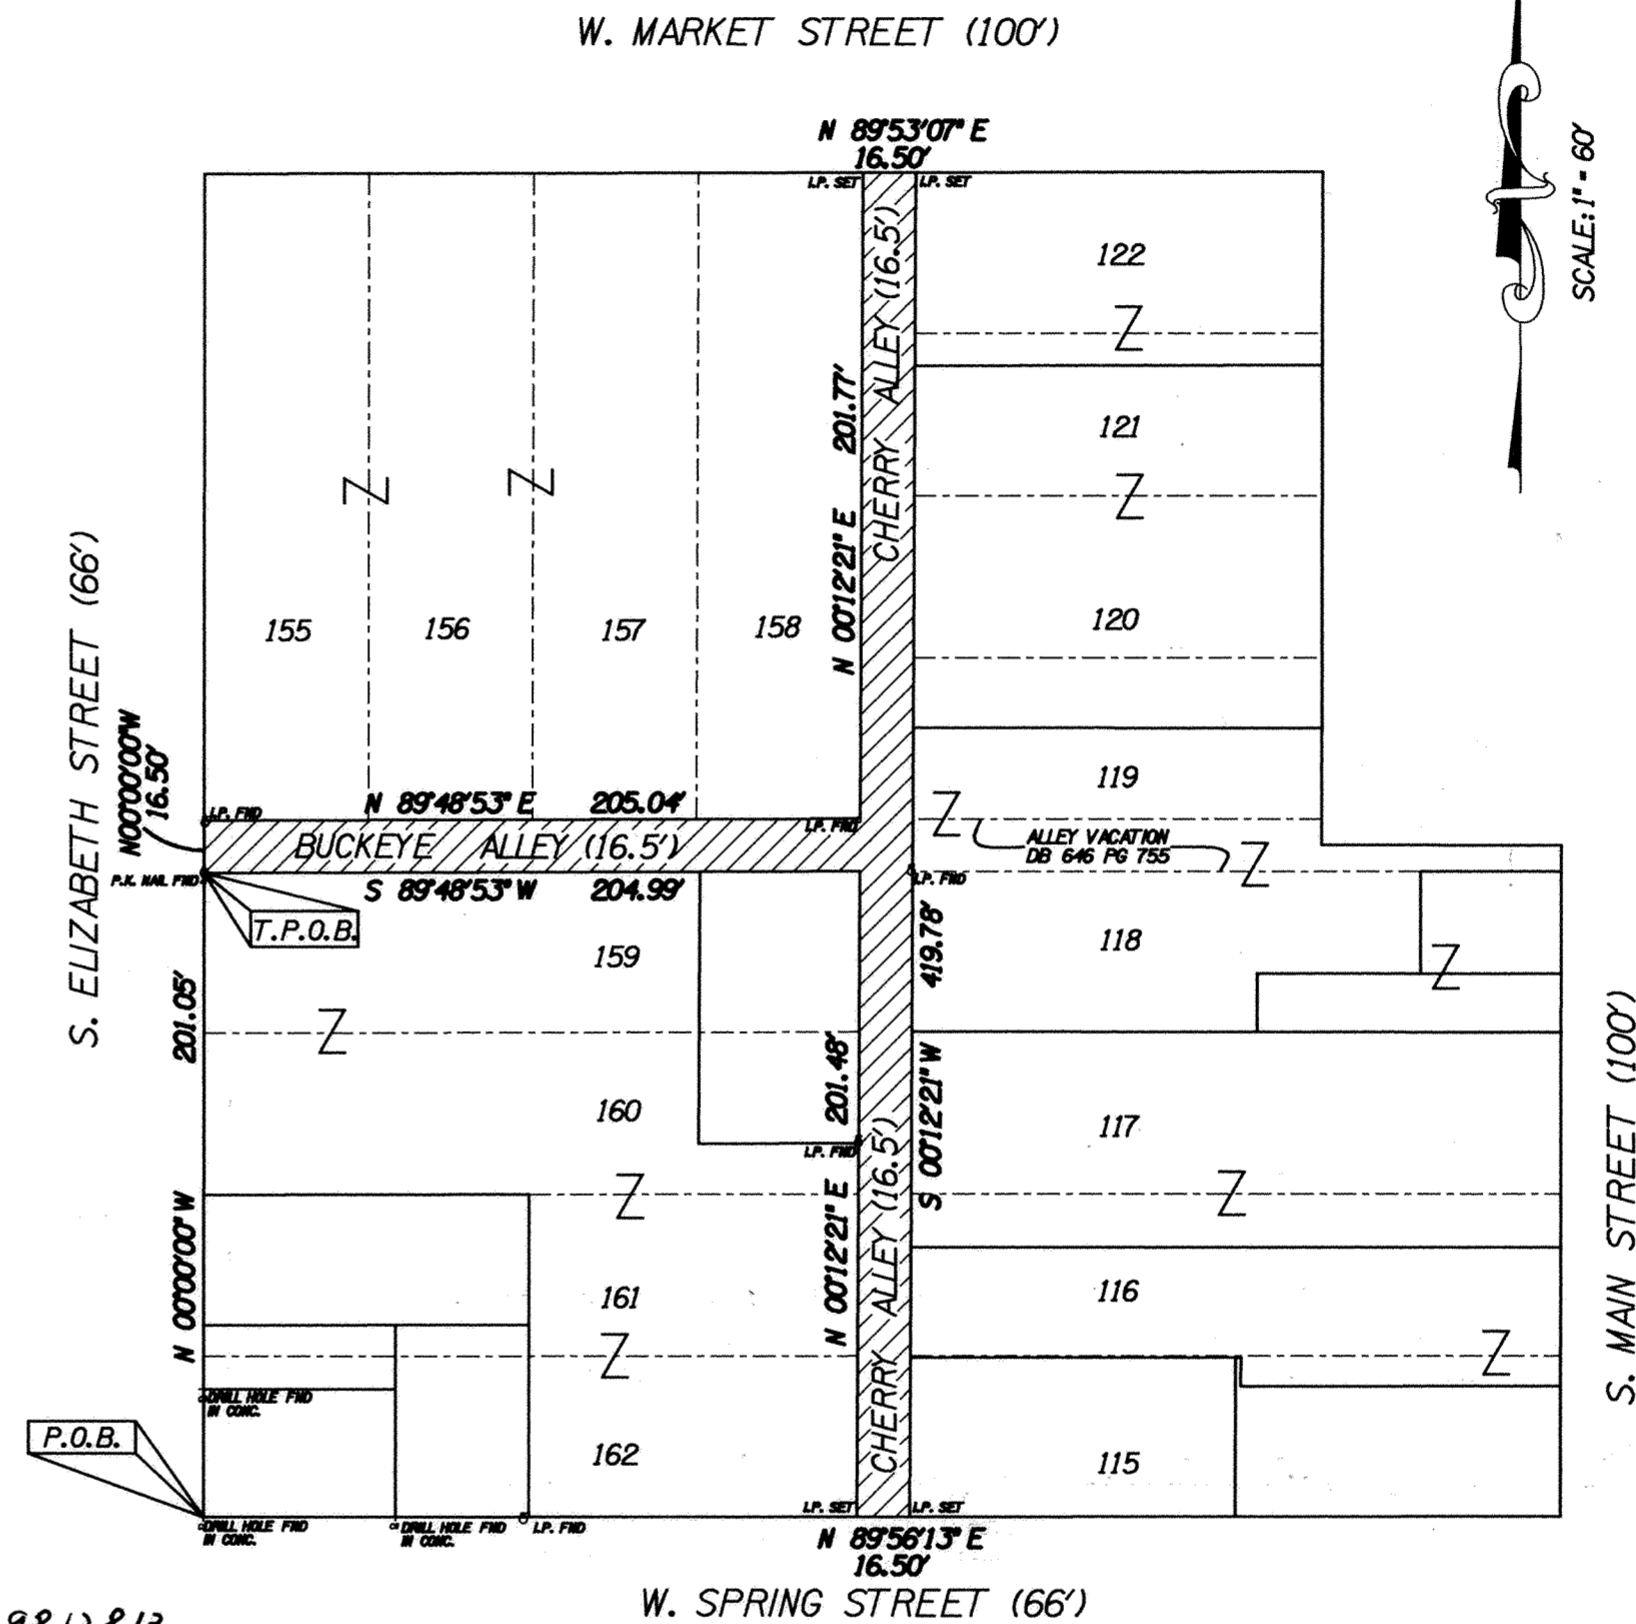 W. MARKET STREET (100')
N 89°53'07" E
16.50'
I.P. SET
I.P. SET
SCALE: 1" = 60'
CHERRY ALLEY (16.5')
122
121
120
119
N 00°12'21" E 201.77'
155
156
157
158
S. ELIZABETH STREET (66')
N00°00'00"W
16.50'
I.P. FND
N 89°48'53" E 205.04'
I.P. FND
BUCKEYE ALLEY (16.5')
ALLEY VACATION
DB 646 PG 755
P.K. NAIL FND
S 89°48'53" W 204.99'
I.P. FND
T.P.O.B.
159
118
S 00°12'21" W 419.78'
N 00°00'00" W 201.05'
160
N 00°12'21" E 201.48'
I.P. FND
CHERRY ALLEY (16.5')
117
S. MAIN STREET (100')
161
116
DRILL HOLE FND
IN CONC.
P.O.B.
162
115
I.P. SET
I.P. SET
DRILL HOLE FND
IN CONC.
DRILL HOLE FND
IN CONC.
I.P. FND
N 89°56'13" E
16.50'
W. SPRING STREET (66')